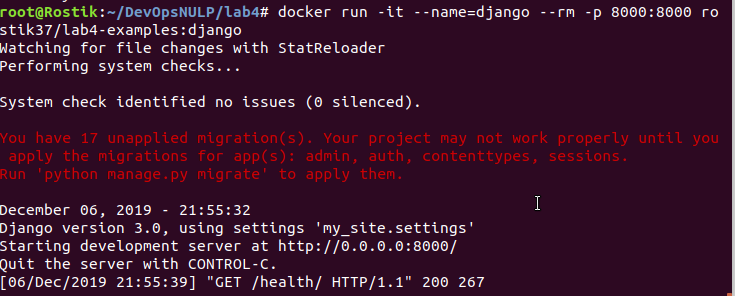 root@Rostik:~/DevOpsNULP/lab4# docker run -it --name=django --rm -p 8000:8000 ro
stik37/lab4-examples:django
Watching for file changes with StatReloader
Performing system checks...
System check identified no issues (0 silenced).
You have 17 unapplied migration(s). Your project may not work properly until you
 apply the migrations for app(s): admin, auth, contenttypes, sessions.
Run 'python manage.py migrate' to apply them.
December 06, 2019 - 21:55:32
Django version 3.0, using settings 'my_site.settings'
Starting development server at http://0.0.0.0:8000/
Quit the server with CONTROL-C.
[06/Dec/2019 21:55:39] "GET /health/ HTTP/1.1" 200 267